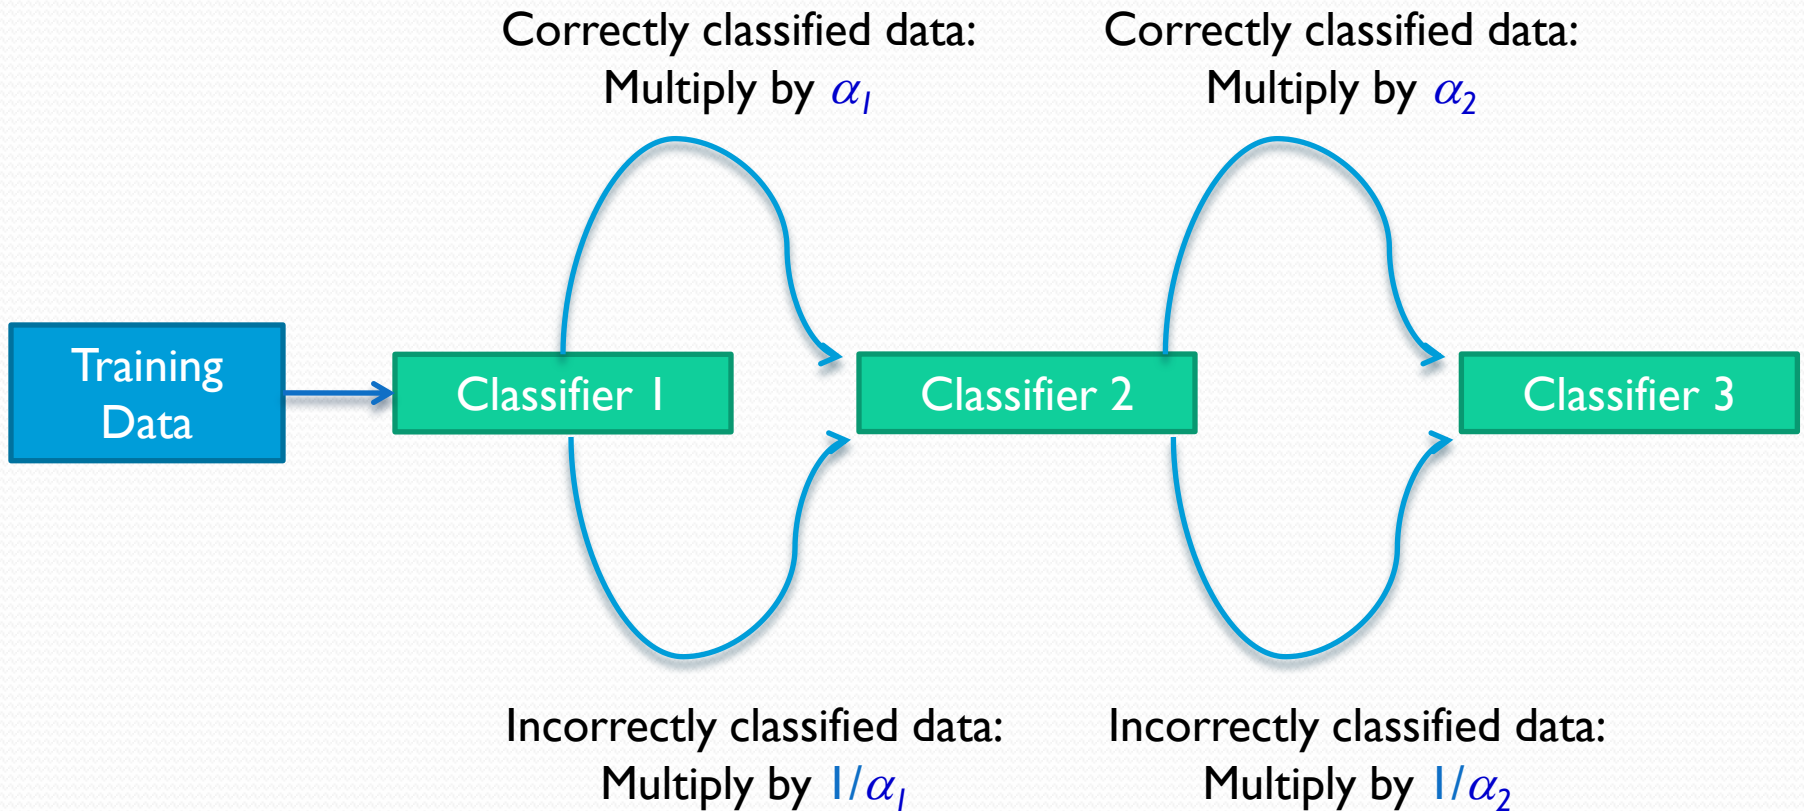 Correctly classified data:
Multiply by α₁
Correctly classified data:
Multiply by α₂
Training
Data
Classifier 1
Classifier 2
Classifier 3
Incorrectly classified data:
Multiply by 1/α₁
Incorrectly classified data:
Multiply by 1/α₂